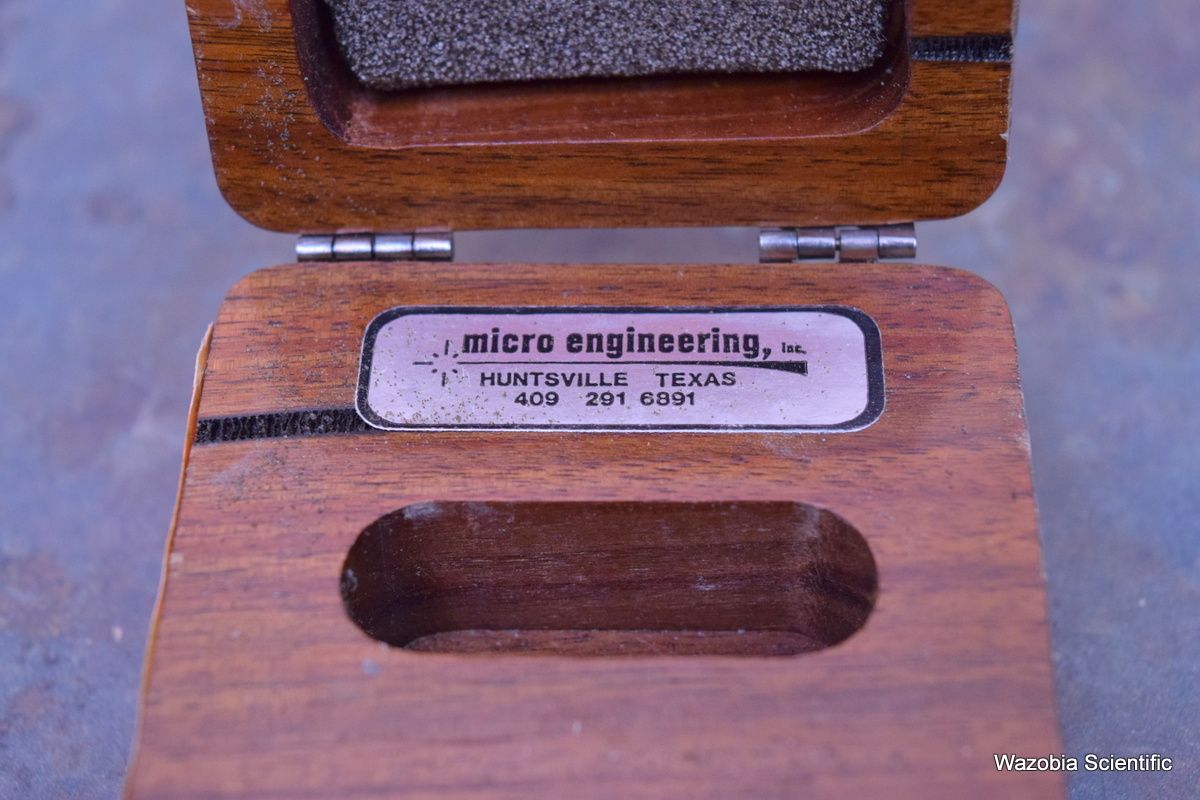 micro engineering, Inc.
HUNTSVILLE TEXAS
409 291 6891
Wazobia Scientific